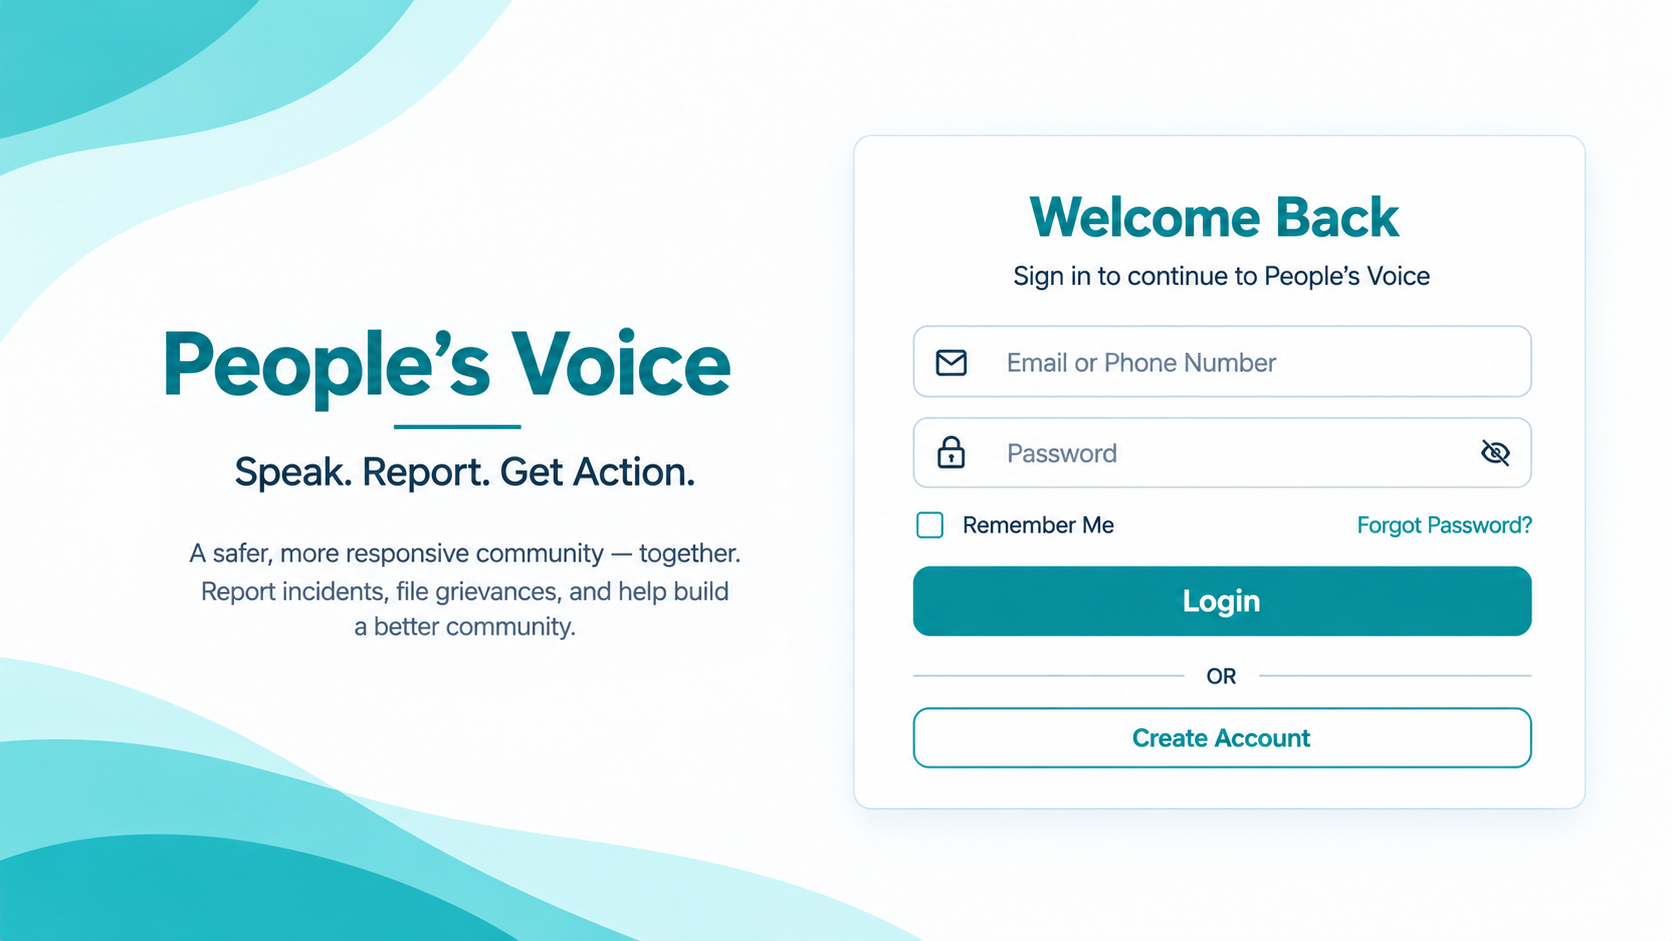 People’s Voice
Speak. Report. Get Action.
A safer, more responsive community — together.
Report incidents, file grievances, and help build
a better community.
Welcome Back
Sign in to continue to People’s Voice
Email or Phone Number
Password
Remember Me
Forgot Password?
Login
OR
Create Account